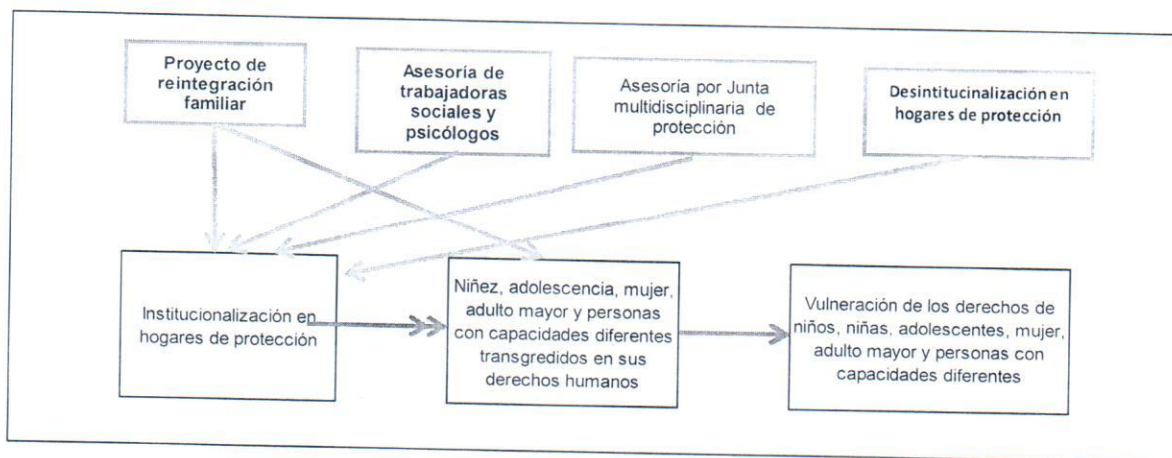 Proyecto de
reintegración
familiar
Asesoría de
trabajadoras
sociales y
psicólogos
Asesoría por Junta
multidisciplinaria de
protección
Desintitucinalización en
hogares de protección
Institucionalización en
hogares de protección
Niñez, adolescencia, mujer,
adulto mayor y personas
con capacidades diferentes
transgredidos en sus
derechos humanos
Vulneración de los derechos de
niños, niñas, adolescentes, mujer,
adulto mayor y personas con
capacidades diferentes